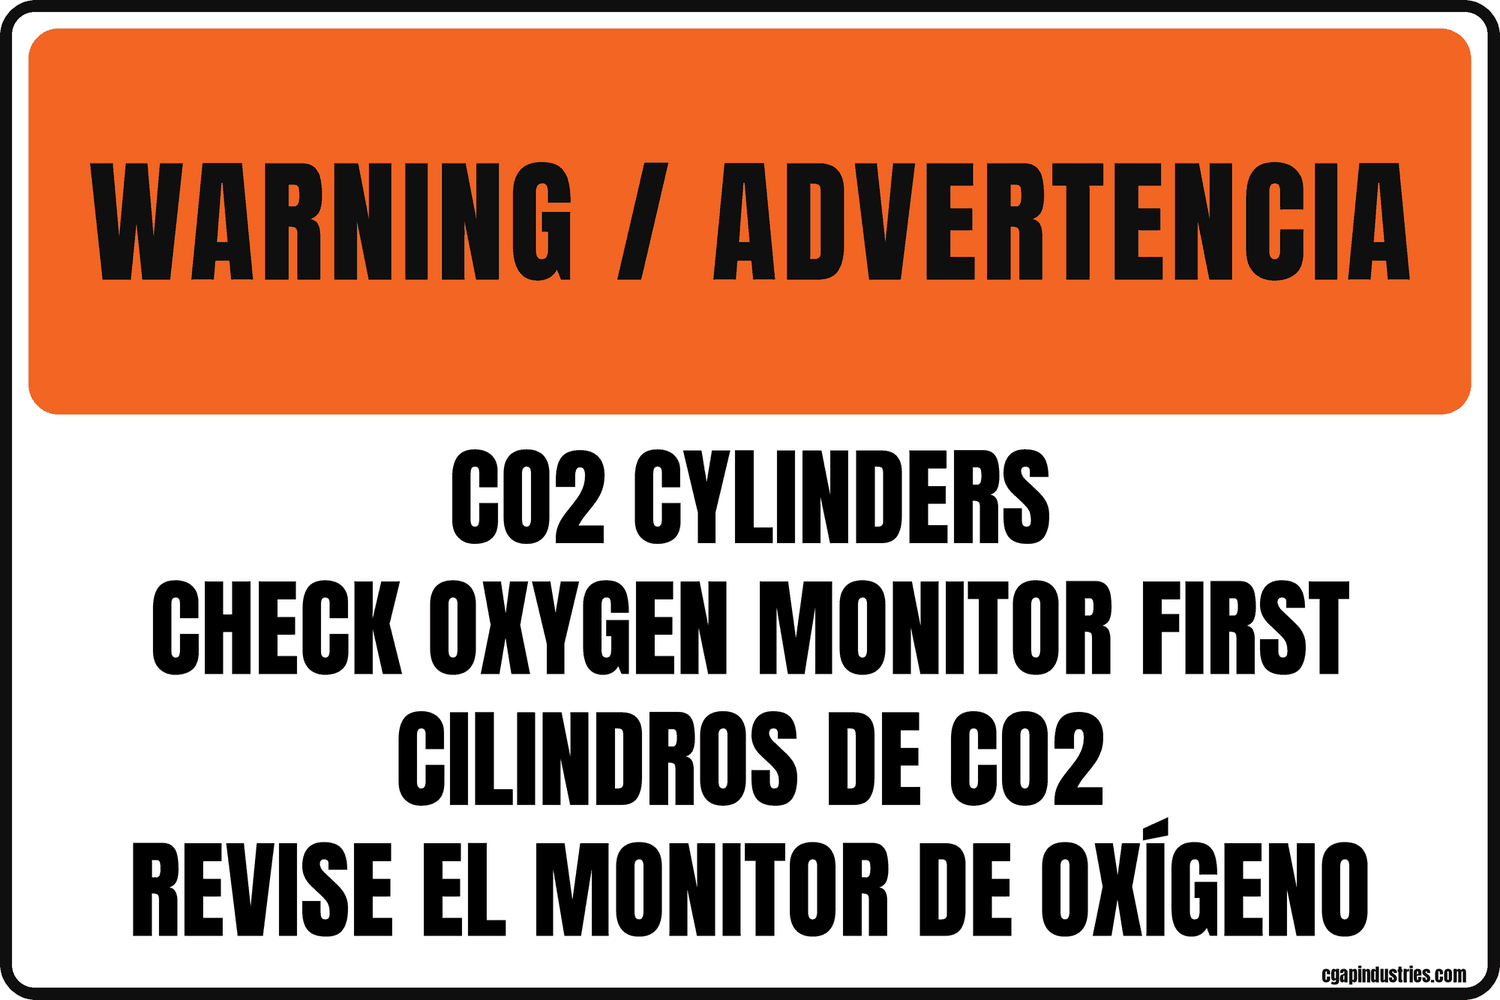 WARNING / ADVERTENCIA
CO2 CYLINDERS
CHECK OXYGEN MONITOR FIRST
CILINDROS DE CO2
REVISE EL MONITOR DE OXÍGENO
cgapindustries.com